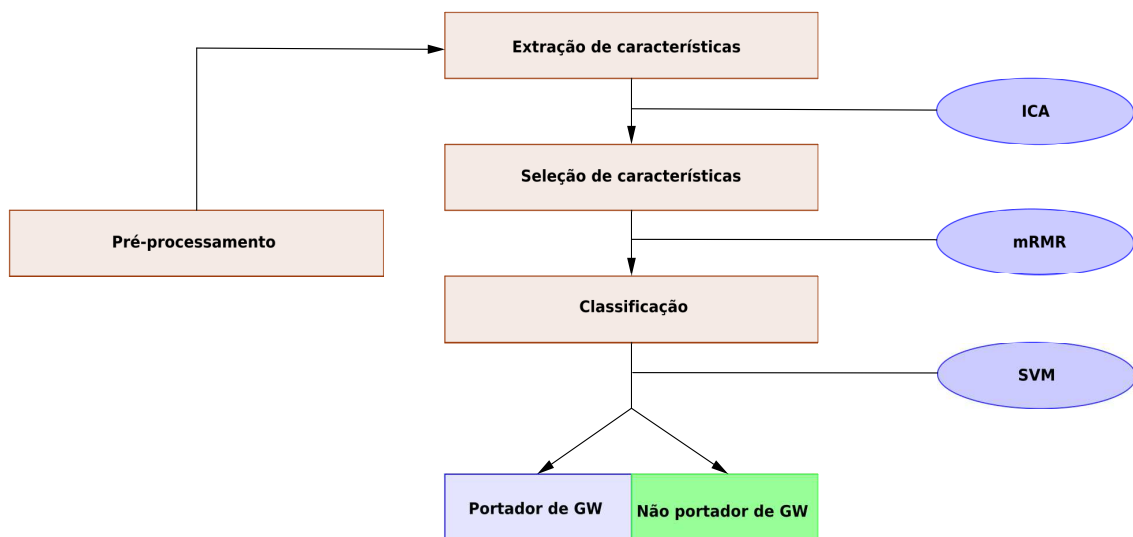 Extração de características
ICA
Seleção de características
Pré-processamento
mRMR
Classificação
SVM
Portador de GW
Não portador de GW